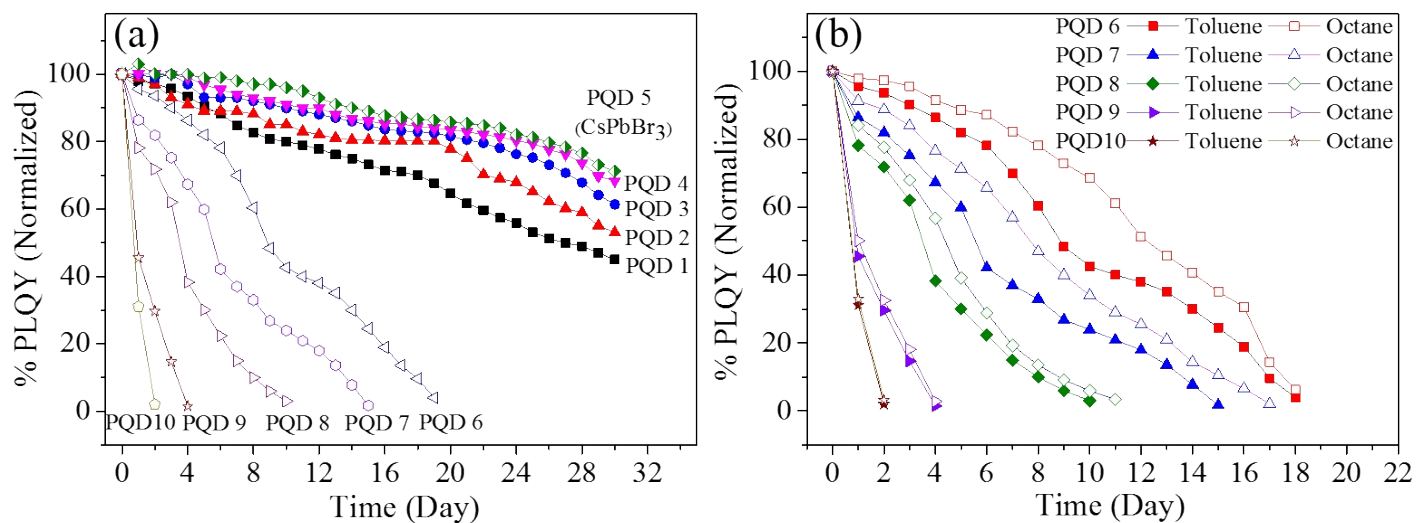 (a)
% PLQY (Normalized)
100
80
60
40
20
0
PQD 5
(CsPbBr3)
PQD 4
PQD 3
PQD 2
PQD 1
PQD10 PQD 9 PQD 8 PQD 7 PQD 6
0 4 8 12 16 20 24 28 32
Time (Day)
(b)
% PLQY (Normalized)
100
80
60
40
20
0
PQD 6 Toluene Octane
PQD 7 Toluene Octane
PQD 8 Toluene Octane
PQD 9 Toluene Octane
PQD10 Toluene Octane
0 2 4 6 8 10 12 14 16 18 20 22
Time (Day)